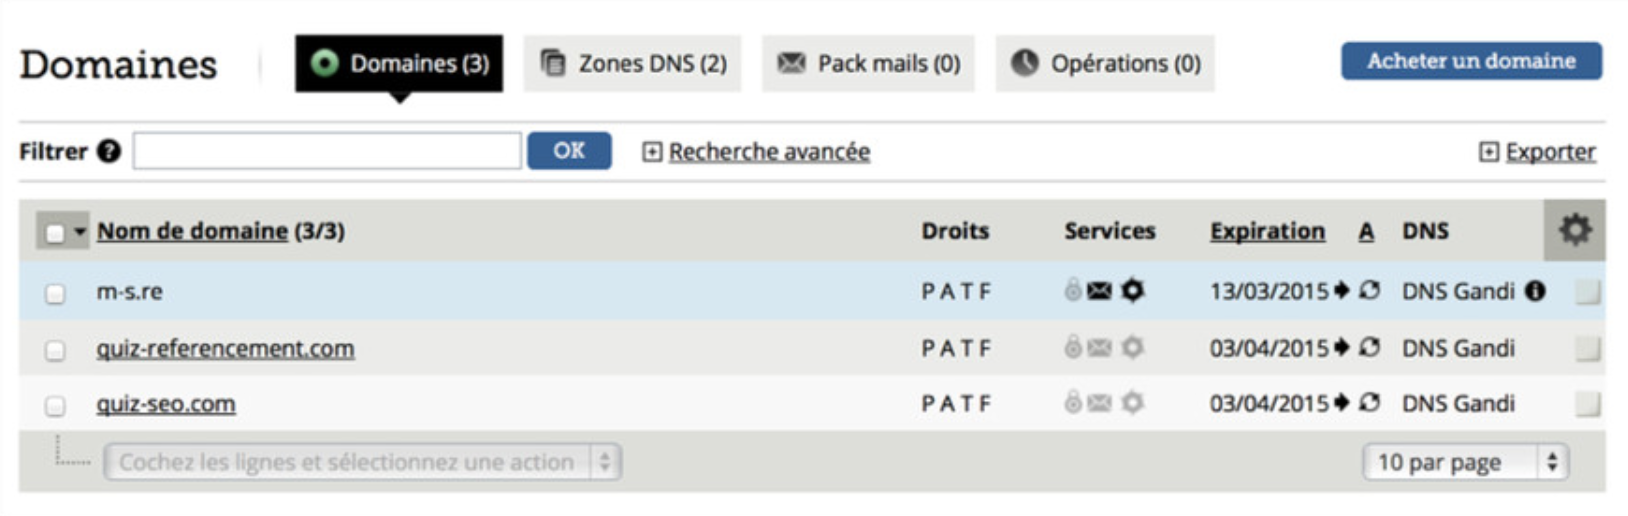 Domaines Domaines (3) Zones DNS (2) Pack mails (0) Opérations (0) Acheter un domaine
Filtrer ? OK Recherche avancée Exporter
Nom de domaine (3/3) Droits Services Expiration A DNS
m-s.re P A T F 13/03/2015 DNS Gandi i
quiz-referencement.com P A T F 03/04/2015 DNS Gandi
quiz-seo.com P A T F 03/04/2015 DNS Gandi
Cochez les lignes et sélectionnez une action 10 par page